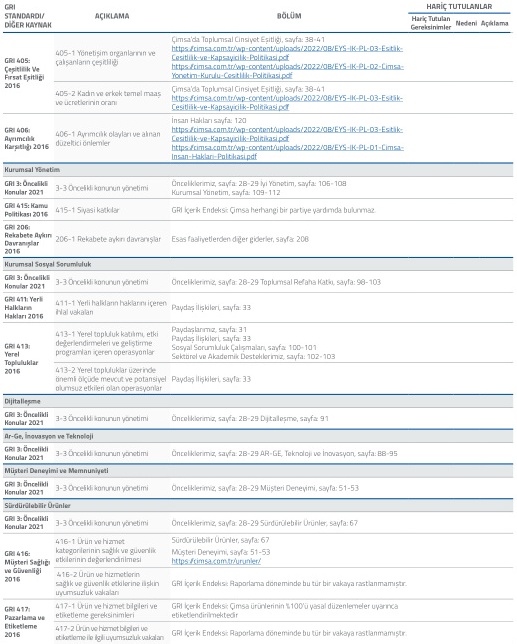 GRI
STANDARDI/
DİĞER KAYNAK
AÇIKLAMA
BÖLÜM
HARİÇ TUTULANLAR
Hariç Tutulan
Gereksinimler
Nedeni
Açıklama
GRI 405:
Çeşitlilik Ve
Fırsat Eşitliği
2016
405-1 Yönetişim organlarının ve
çalışanların çeşitliliği
Çimsa'da Toplumsal Cinsiyet Eşitliği, sayfa: 38-41
https://cimsa.com.tr/wp-content/uploads/2022/08/EYS-IK-PL-03-Esitlik-
Cesitlilik-ve-Kapsayicilik-Politikasi.pdf
https://cimsa.com.tr/wp-content/uploads/2022/08/EYS-IK-PL-02-Cimsa-
Yonetim-Kurulu-Cesitlilik-Politikasi.pdf
405-2 Kadın ve erkek temel maaş
ve ücretlerinin oranı
Çimsa'da Toplumsal Cinsiyet Eşitliği, sayfa: 38-41
https://cimsa.com.tr/wp-content/uploads/2022/08/EYS-IK-PL-03-Esitlik-
Cesitlilik-ve-Kapsayicilik-Politikasi.pdf
GRI 406:
Ayrımcılık
Karşıtlığı 2016
406-1 Ayrımcılık olayları ve alınan
düzeltici önlemler
İnsan Hakları sayfa: 120
https://cimsa.com.tr/wp-content/uploads/2022/08/EYS-IK-PL-03-Esitlik-
Cesitlilik-ve-Kapsayicilik-Politikasi.pdf
https://cimsa.com.tr/wp-content/uploads/2022/08/EYS-IK-PL-01-Cimsa-
Insan-Haklari-Politikasi.pdf
Kurumsal Yönetim
GRI 3: Öncelikli
Konular 2021
3-3 Öncelikli konunun yönetimi
Önceliklerimiz, sayfa: 28-29 İyi Yönetim, sayfa: 106-108
Kurumsal Yönetim, sayfa: 109-112
GRI 415: Kamu
Politikası 2016
415-1 Siyasi katkılar
GRI İçerik Endeksi: Çimsa herhangi bir partiye yardımda bulunmaz.
GRI 206:
Rekabete Aykırı
Davranışlar
2016
206-1 Rekabete aykırı davranışlar
Esas faaliyetlerden diğer giderler, sayfa: 208
Kurumsal Sosyal Sorumluluk
GRI 3: Öncelikli
Konular 2021
3-3 Öncelikli konunun yönetimi
Önceliklerimiz, sayfa: 28-29 Toplumsal Refaha Katkı, sayfa: 98-103
GRI 411: Yerli
Halkların
Hakları 2016
411-1 Yerli halkların haklarını içeren
ihlal vakaları
Paydaş İlişkileri, sayfa: 33
GRI 413:
Yerel
Topluluklar
2016
413-1 Yerel topluluk katılımı, etki
değerlendirmeleri ve geliştirme
programları içeren operasyonlar
Paydaşlarımız, sayfa: 31
Paydaş İlişkileri, sayfa: 33
Sosyal Sorumluluk Çalışmaları, sayfa: 100-101
Sektörel ve Akademik Desteklerimiz, sayfa: 102-103
413-2 Yerel topluluklar üzerinde
önemli ölçüde mevcut ve potansiyel
olumsuz etkileri olan operasyonlar
Paydaş İlişkileri, sayfa: 33
Dijitalleşme
GRI 3: Öncelikli
Konular 2021
3-3 Öncelikli konunun yönetimi
Önceliklerimiz, sayfa: 28-29 Dijitalleşme, sayfa: 91
Ar-Ge, İnovasyon ve Teknoloji
GRI 3: Öncelikli
Konular 2021
3-3 Öncelikli konunun yönetimi
Önceliklerimiz, sayfa: 28-29 AR-GE, Teknoloji ve İnovasyon, sayfa: 88-95
Müşteri Deneyimi ve Memnuniyeti
GRI 3: Öncelikli
Konular 2021
3-3 Öncelikli konunun yönetimi
Önceliklerimiz, sayfa: 28-29 Müşteri Deneyimi, sayfa: 51-53
Sürdürülebilir Ürünler
GRI 3: Öncelikli
Konular 2021
3-3 Öncelikli konunun yönetimi
Önceliklerimiz, sayfa: 28-29 Sürdürülebilir Ürünler, sayfa: 67
GRI 416:
Müşteri Sağlığı
ve Güvenliği
2016
416-1 Ürün ve hizmet
kategorilerinin sağlık ve güvenlik
etkilerinin değerlendirilmesi
Sürdürülebilir Ürünler, sayfa: 67
Müşteri Deneyimi, sayfa: 51-53
https://cimsa.com.tr/urunler/
416-2 Ürün ve hizmetlerin
sağlık ve güvenlik etkilerine ilişkin
uyumsuzluk vakaları
GRI İçerik Endeksi: Raporlama döneminde bu tür bir vakaya rastlanmamıştır.
GRI 417:
Pazarlama ve
Etiketleme
2016
417-1 Ürün ve hizmet bilgileri ve
etiketleme gereksinimleri
GRI İçerik Endeksi: Çimsa ürünlerinin %100'ü yasal düzenlemeler uyarınca
etiketlendirilmektedir
417-2 Ürün ve hizmet bilgileri ve
etiketleme ile ilgili uyumsuzluk vakaları
GRI İçerik Endeksi: Raporlama döneminde bu tür bir vakaya rastlanmamıştır.